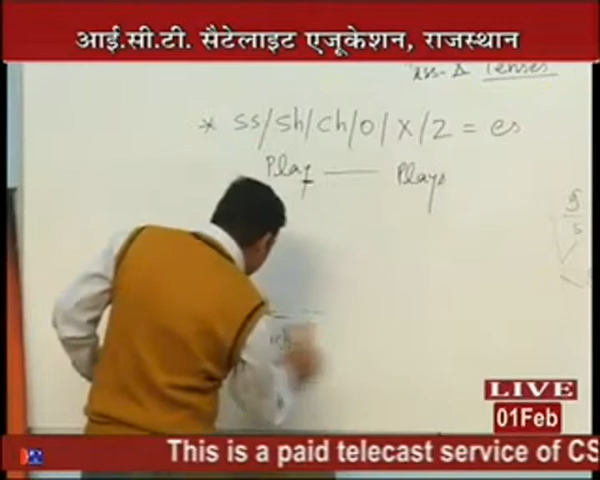 आई.सी.टी. सैटेलाइट एजूकेशन, राजस्थान
Tenses
* ss/sh/ch/o/x/z = es
Play —— Plays
LIVE
01Feb
This is a paid telecast service of CS